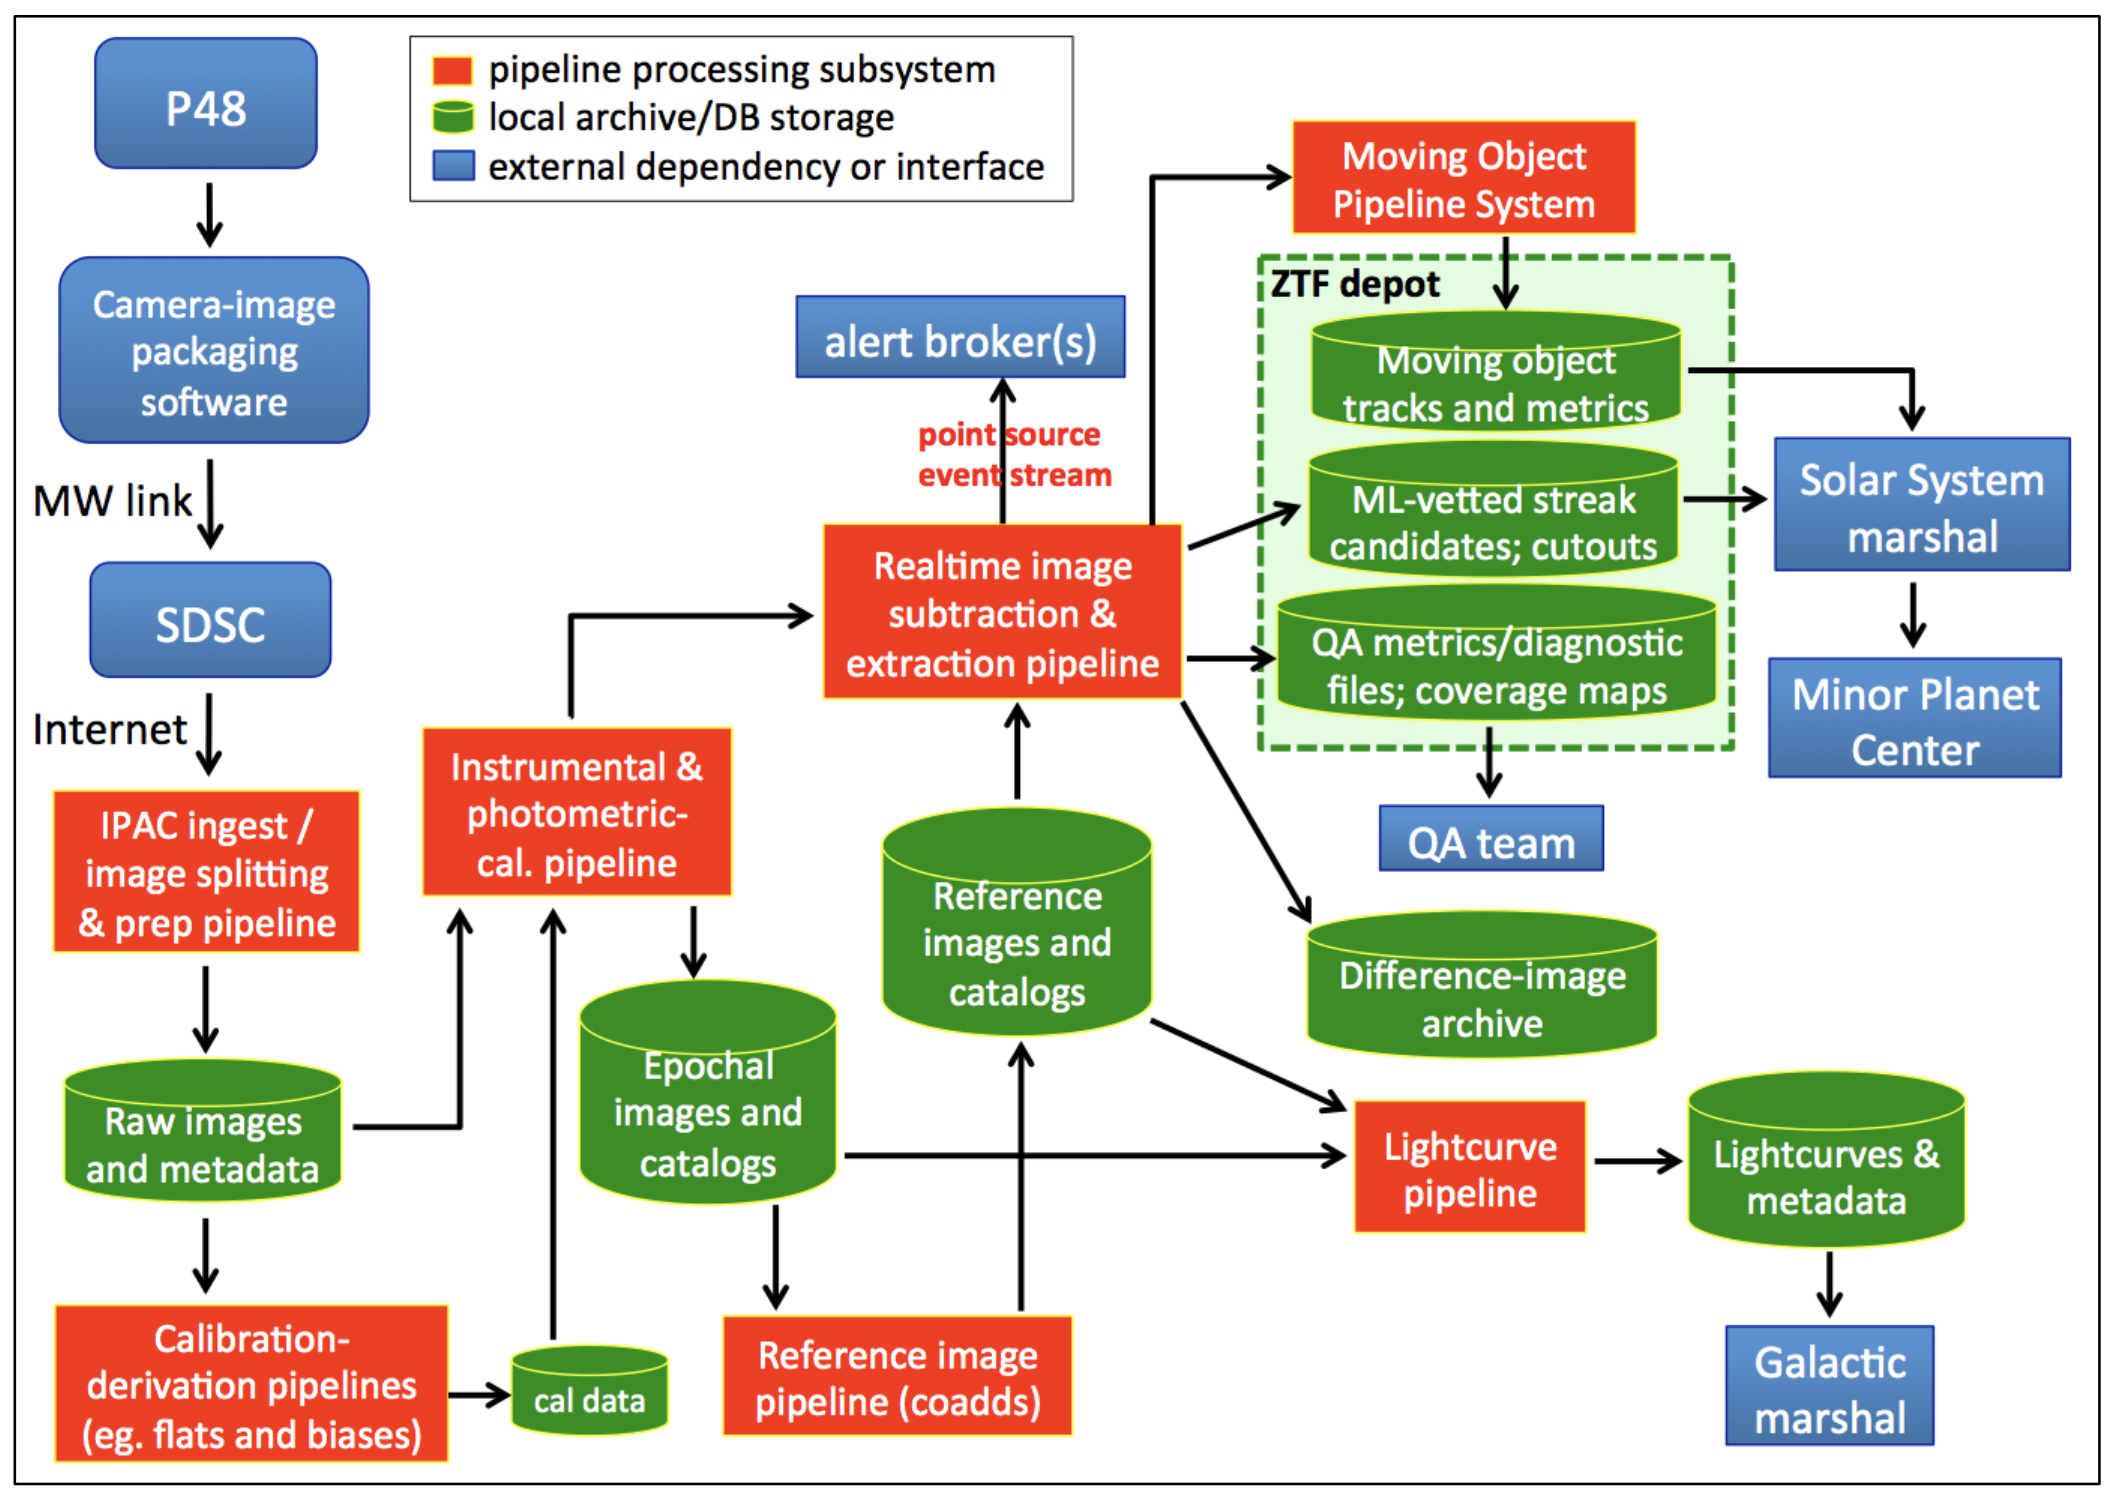 P48
pipeline processing subsystem
local archive/DB storage
external dependency or interface
Camera-image
packaging
software
MW link
SDSC
Internet
IPAC ingest /
image splitting
& prep pipeline
Raw images
and metadata
Calibration-
derivation pipelines
(eg. flats and biases)
cal data
Instrumental &
photometric-
cal. pipeline
Epochal
images and
catalogs
Reference image
pipeline (coadds)
Reference
images and
catalogs
Realtime image
subtraction &
extraction pipeline
point source
event stream
alert broker(s)
Moving Object
Pipeline System
ZTF depot
Moving object
tracks and metrics
ML-vetted streak
candidates; cutouts
QA metrics/diagnostic
files; coverage maps
QA team
Solar System
marshal
Minor Planet
Center
Difference-image
archive
Lightcurve
pipeline
Lightcurves &
metadata
Galactic
marshal